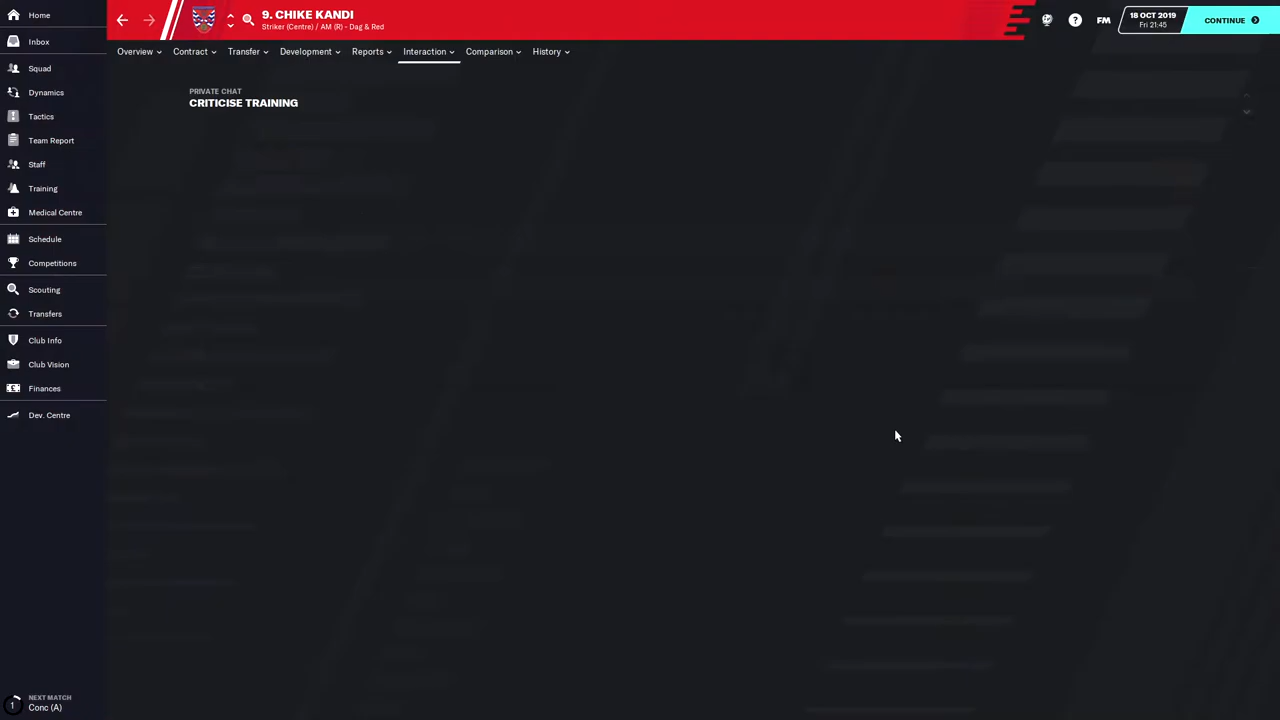 Home
Inbox
Squad
Dynamics
Tactics
Team Report
Staff
Training
Medical Centre
Schedule
Competitions
Scouting
Transfers
Club Info
Club Vision
Finances
Dev. Centre
1
NEXT MATCH
Conc (A)
9. CHIKE KANDI
Striker (Centre) / AM (R) - Dag & Red
?
FM
18 OCT 2019
Fri 21:45
CONTINUE
Overview
Contract
Transfer
Development
Reports
Interaction
Comparison
History
PRIVATE CHAT
CRITICISE TRAINING